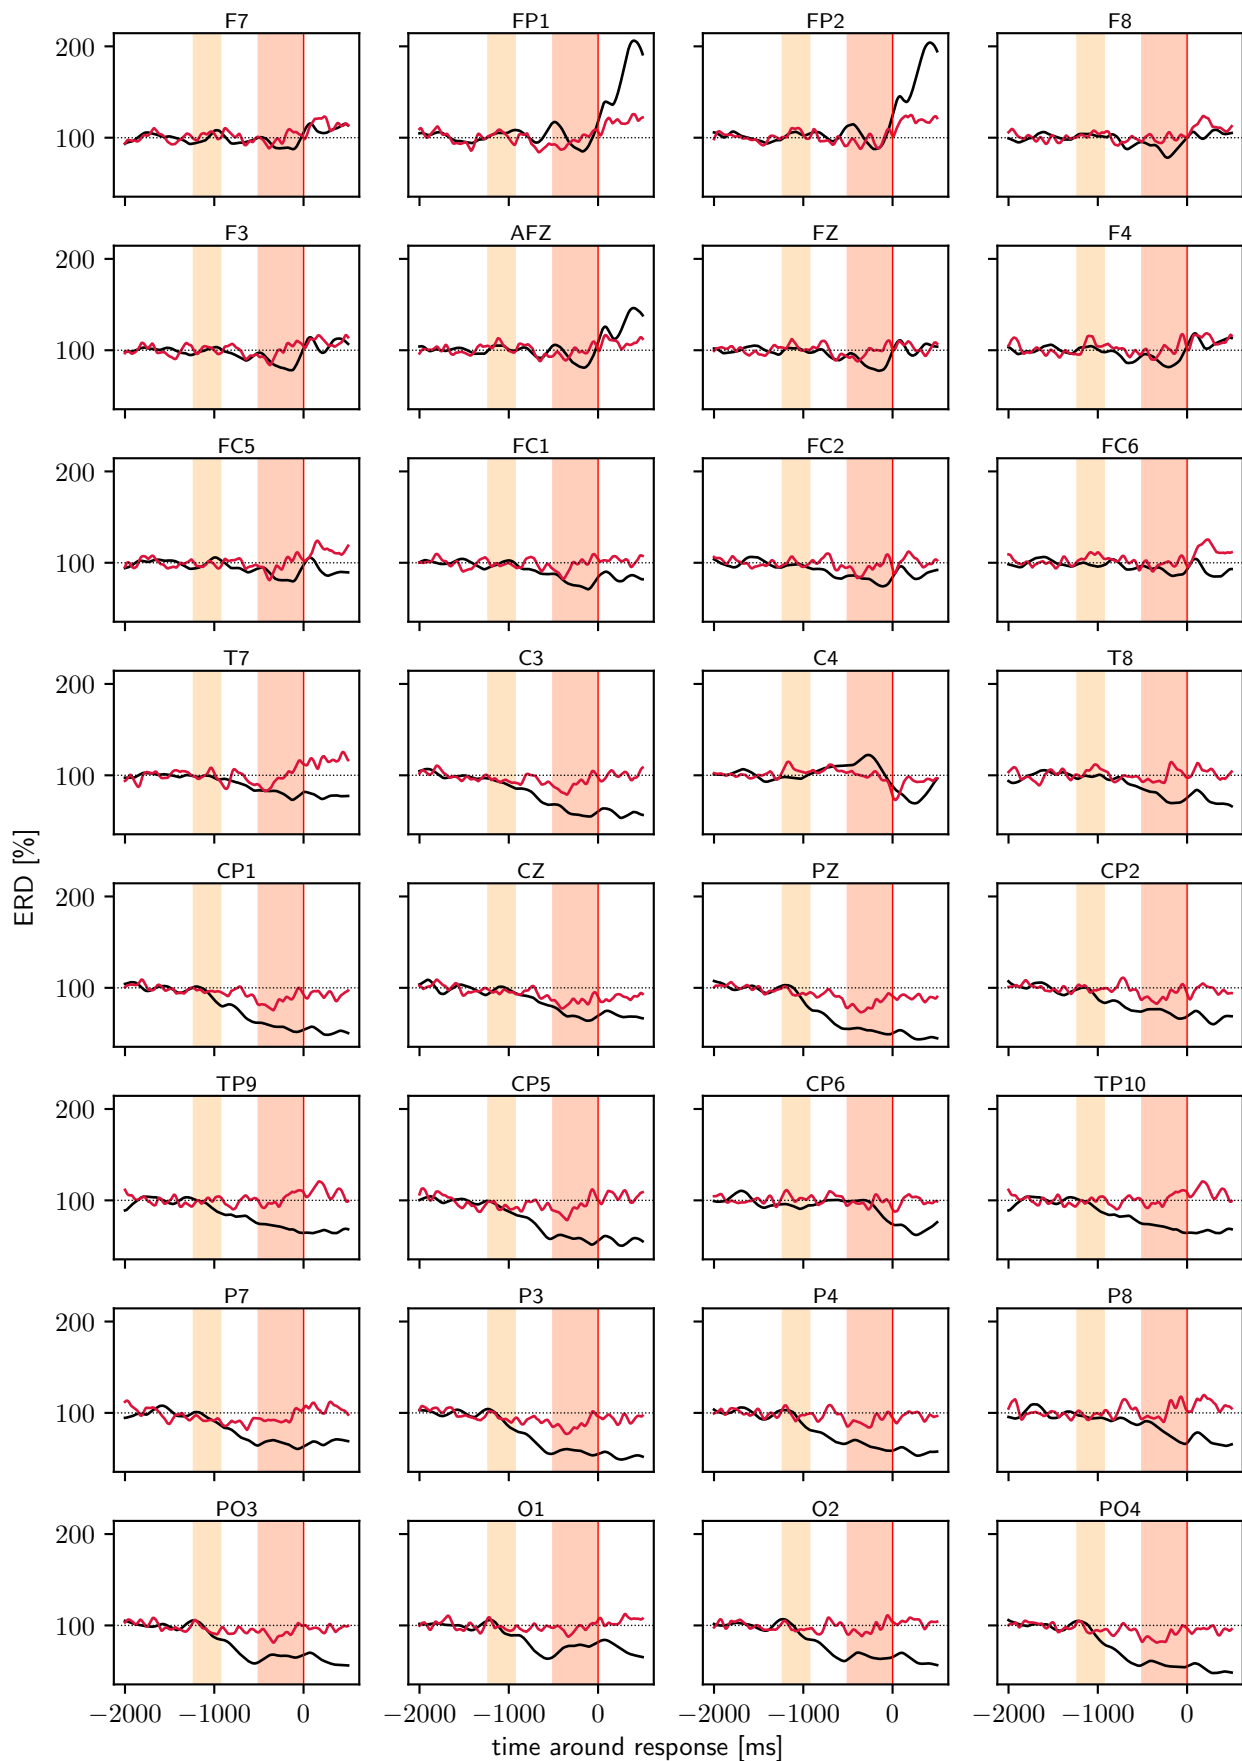 F7 FP1 FP2 F8
200
100
F3 AFZ FZ F4
200
100
FC5 FC1 FC2 FC6
200
100
T7 C3 C4 T8
200
100
ERD [%]
CP1 CZ PZ CP2
200
100
TP9 CP5 CP6 TP10
200
100
P7 P3 P4 P8
200
100
PO3 O1 O2 PO4
200
100
−2000 −1000 0 −2000 −1000 0 −2000 −1000 0 −2000 −1000 0
time around response [ms]